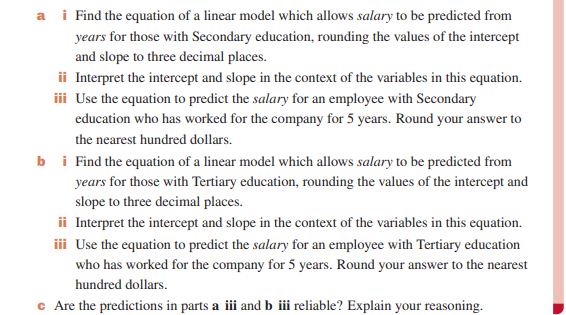 a i Find the equation of a linear model which allows salary to be predicted from
years for those with Secondary education, rounding the values of the intercept
and slope to three decimal places.
ii Interpret the intercept and slope in the context of the variables in this equation.
iii Use the equation to predict the salary for an employee with Secondary
education who has worked for the company for 5 years. Round your answer to
the nearest hundred dollars.
b i Find the equation of a linear model which allows salary to be predicted from
years for those with Tertiary education, rounding the values of the intercept and
slope to three decimal places.
ii Interpret the intercept and slope in the context of the variables in this equation.
iii Use the equation to predict the salary for an employee with Tertiary education
who has worked for the company for 5 years. Round your answer to the nearest
hundred dollars.
c Are the predictions in parts a iii and b iii reliable? Explain your reasoning.